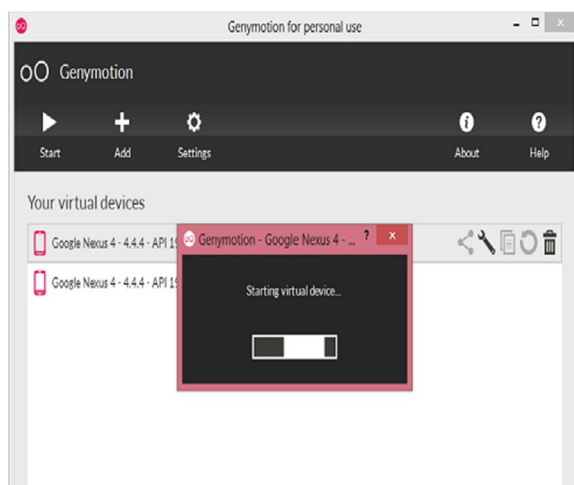 Genymotion for personal use
Genymotion
Start Add Settings About Help
Your virtual devices
Google Nexus 4 - 4.4.4 - API 19
Genymotion - Google Nexus 4 - ... ?
Starting virtual device...
Google Nexus 4 - 4.4.4 - API 19